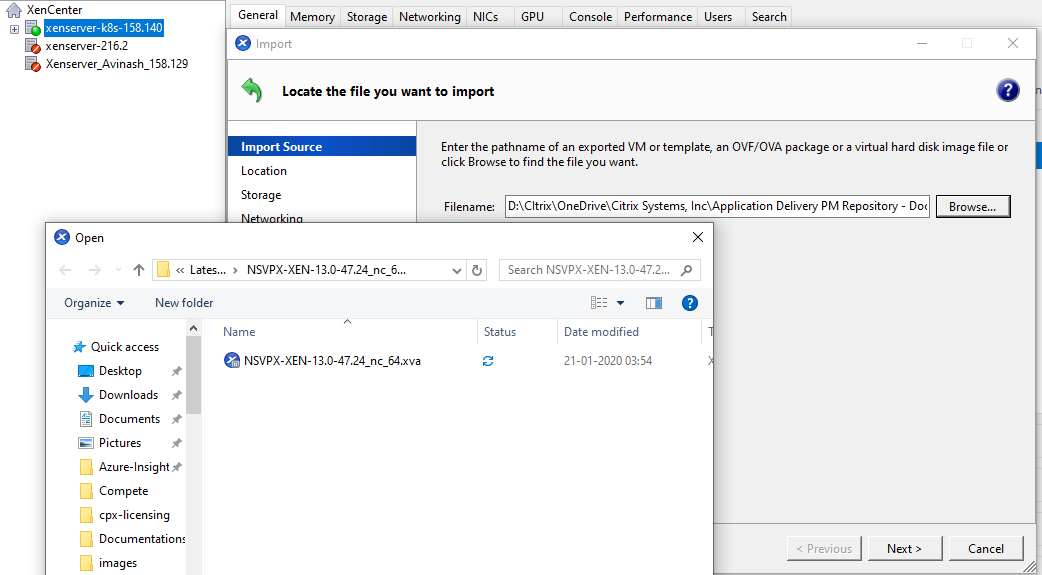 XenCenter
xenserver-k8s-158.140
xenserver-216.2
Xenserver_Avinash_158.129
General Memory Storage Networking NICs GPU Console Performance Users Search
Import
Locate the file you want to import
Import Source
Location
Storage
Networking
Enter the pathname of an exported VM or template, an OVF/OVA package or a virtual hard disk image file or
click Browse to find the file you want.
Filename: D:\CItrix\OneDrive\Citrix Systems, Inc\Application Delivery PM Repository - Doc Browse...
Open
« Lates... › NSVPX-XEN-13.0-47.24_nc_6...
Search NSVPX-XEN-13.0-47.2...
Organize New folder
Name Status Date modified
NSVPX-XEN-13.0-47.24_nc_64.xva 21-01-2020 03:54
Quick access
Desktop
Downloads
Documents
Pictures
Azure-Insight
Compete
cpx-licensing
Documentations
images
< Previous Next > Cancel